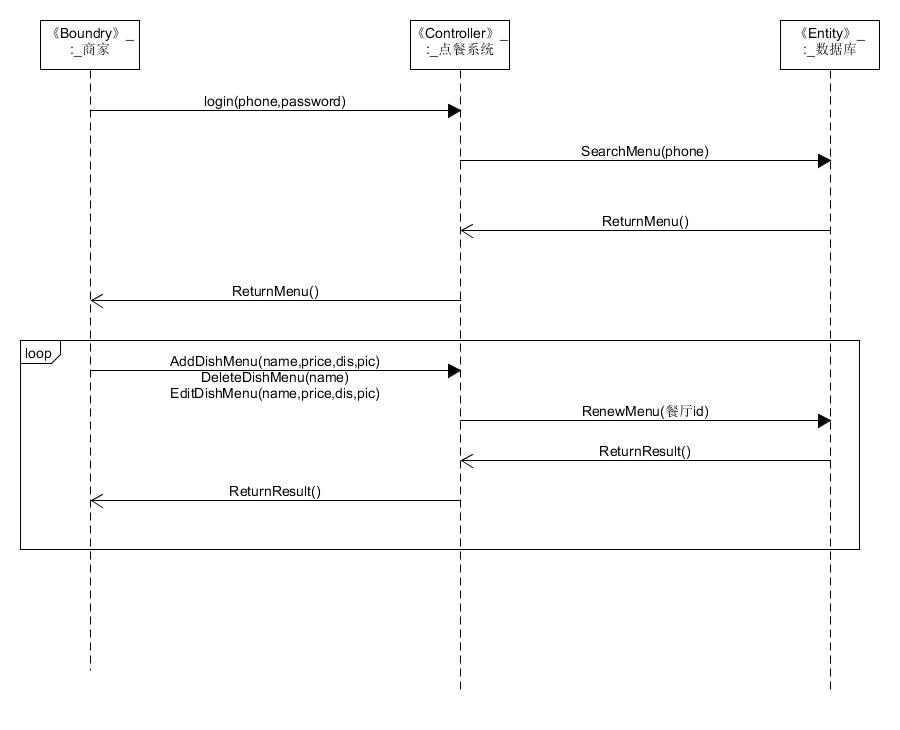 《Boundry》_
:_商家
《Controller》_
:_点餐系统
《Entity》_
:_数据库
login(phone,password)
SearchMenu(phone)
ReturnMenu()
ReturnMenu()
loop
AddDishMenu(name,price,dis,pic)
DeleteDishMenu(name)
EditDishMenu(name,price,dis,pic)
RenewMenu(餐厅id)
ReturnResult()
ReturnResult()